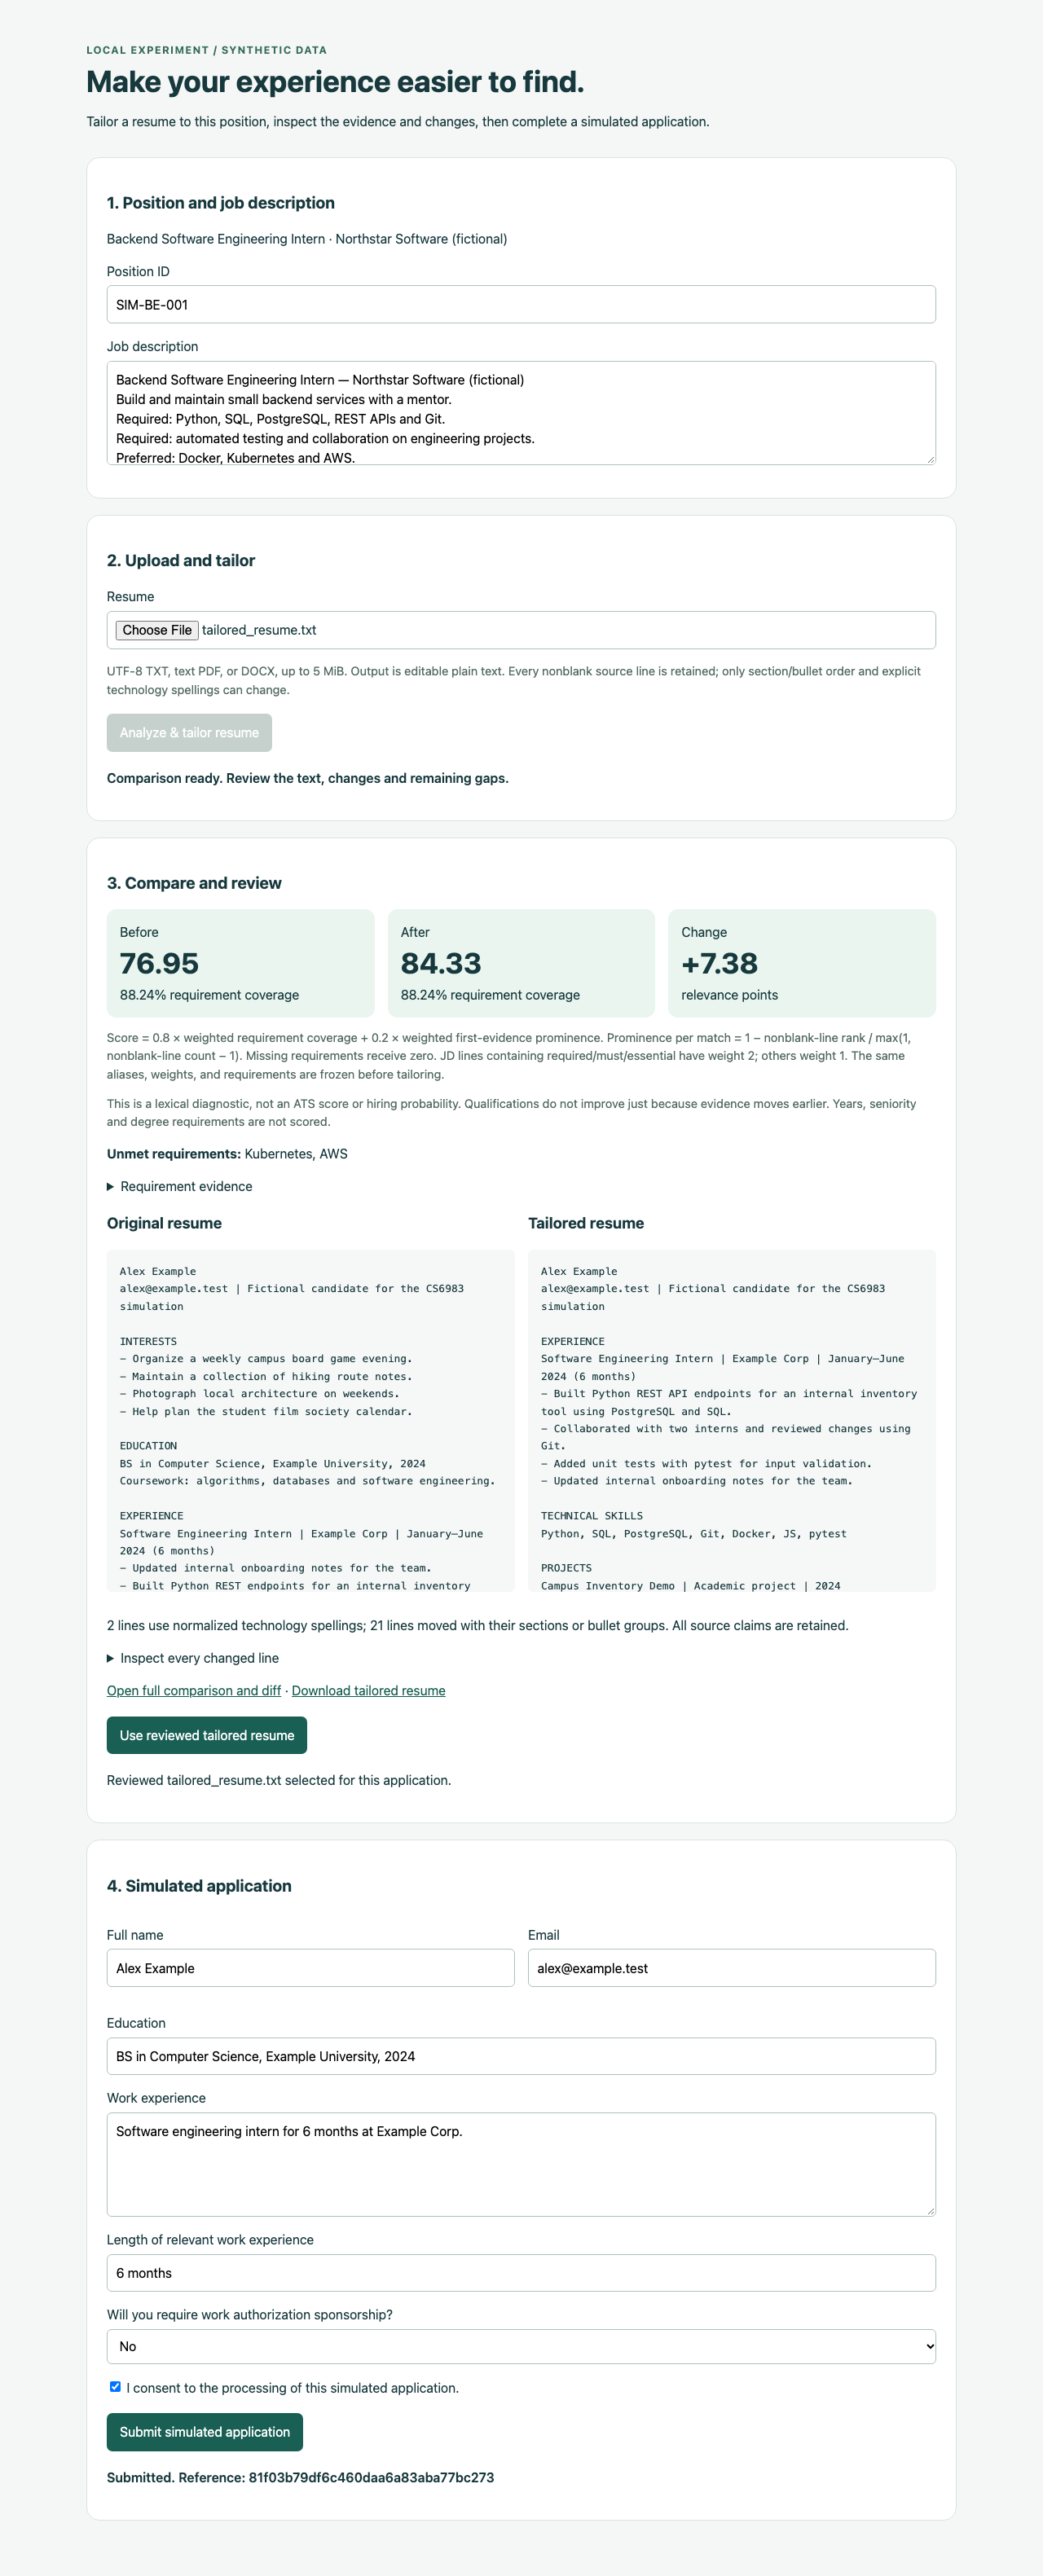 LOCAL EXPERIMENT / SYNTHETIC DATA
Make your experience easier to find.
Tailor a resume to this position, inspect the evidence and changes, then complete a simulated application.
1. Position and job description
Backend Software Engineering Intern · Northstar Software (fictional)
Position ID
SIM-BE-001
Job description
Backend Software Engineering Intern — Northstar Software (fictional)
Build and maintain small backend services with a mentor.
Required: Python, SQL, PostgreSQL, REST APIs and Git.
Required: automated testing and collaboration on engineering projects.
Preferred: Docker, Kubernetes and AWS.
2. Upload and tailor
Resume
Choose File tailored_resume.txt
UTF-8 TXT, text PDF, or DOCX, up to 5 MiB. Output is editable plain text. Every nonblank source line is retained; only section/bullet order and explicit
technology spellings can change.
Analyze & tailor resume
Comparison ready. Review the text, changes and remaining gaps.
3. Compare and review
Before
76.95
88.24% requirement coverage
After
84.33
88.24% requirement coverage
Change
+7.38
relevance points
Score = 0.8 × weighted requirement coverage + 0.2 × weighted first-evidence prominence. Prominence per match = 1 − nonblank-line rank / max(1,
nonblank-line count − 1). Missing requirements receive zero. JD lines containing required/must/essential have weight 2; others weight 1. The same
aliases, weights, and requirements are frozen before tailoring.
This is a lexical diagnostic, not an ATS score or hiring probability. Qualifications do not improve just because evidence moves earlier. Years, seniority
and degree requirements are not scored.
Unmet requirements: Kubernetes, AWS
Requirement evidence
Original resume
Alex Example
alex@example.test | Fictional candidate for the CS6983
simulation
INTERESTS
– Organize a weekly campus board game evening.
– Maintain a collection of hiking route notes.
– Photograph local architecture on weekends.
– Help plan the student film society calendar.
EDUCATION
BS in Computer Science, Example University, 2024
Coursework: algorithms, databases and software engineering.
EXPERIENCE
Software Engineering Intern | Example Corp | January–June
2024 (6 months)
– Updated internal onboarding notes for the team.
– Built Python REST endpoints for an internal inventory
Tailored resume
Alex Example
alex@example.test | Fictional candidate for the CS6983
simulation
EXPERIENCE
Software Engineering Intern | Example Corp | January–June
2024 (6 months)
– Built Python REST API endpoints for an internal inventory
tool using PostgreSQL and SQL.
– Collaborated with two interns and reviewed changes using
Git.
– Added unit tests with pytest for input validation.
– Updated internal onboarding notes for the team.
TECHNICAL SKILLS
Python, SQL, PostgreSQL, Git, Docker, JS, pytest
PROJECTS
Campus Inventory Demo | Academic project | 2024
2 lines use normalized technology spellings; 21 lines moved with their sections or bullet groups. All source claims are retained.
Inspect every changed line
Open full comparison and diff · Download tailored resume
Use reviewed tailored resume
Reviewed tailored_resume.txt selected for this application.
4. Simulated application
Full name
Alex Example
Email
alex@example.test
Education
BS in Computer Science, Example University, 2024
Work experience
Software engineering intern for 6 months at Example Corp.
Length of relevant work experience
6 months
Will you require work authorization sponsorship?
No
I consent to the processing of this simulated application.
Submit simulated application
Submitted. Reference: 81f03b79df6c460daa6a83aba77bc273